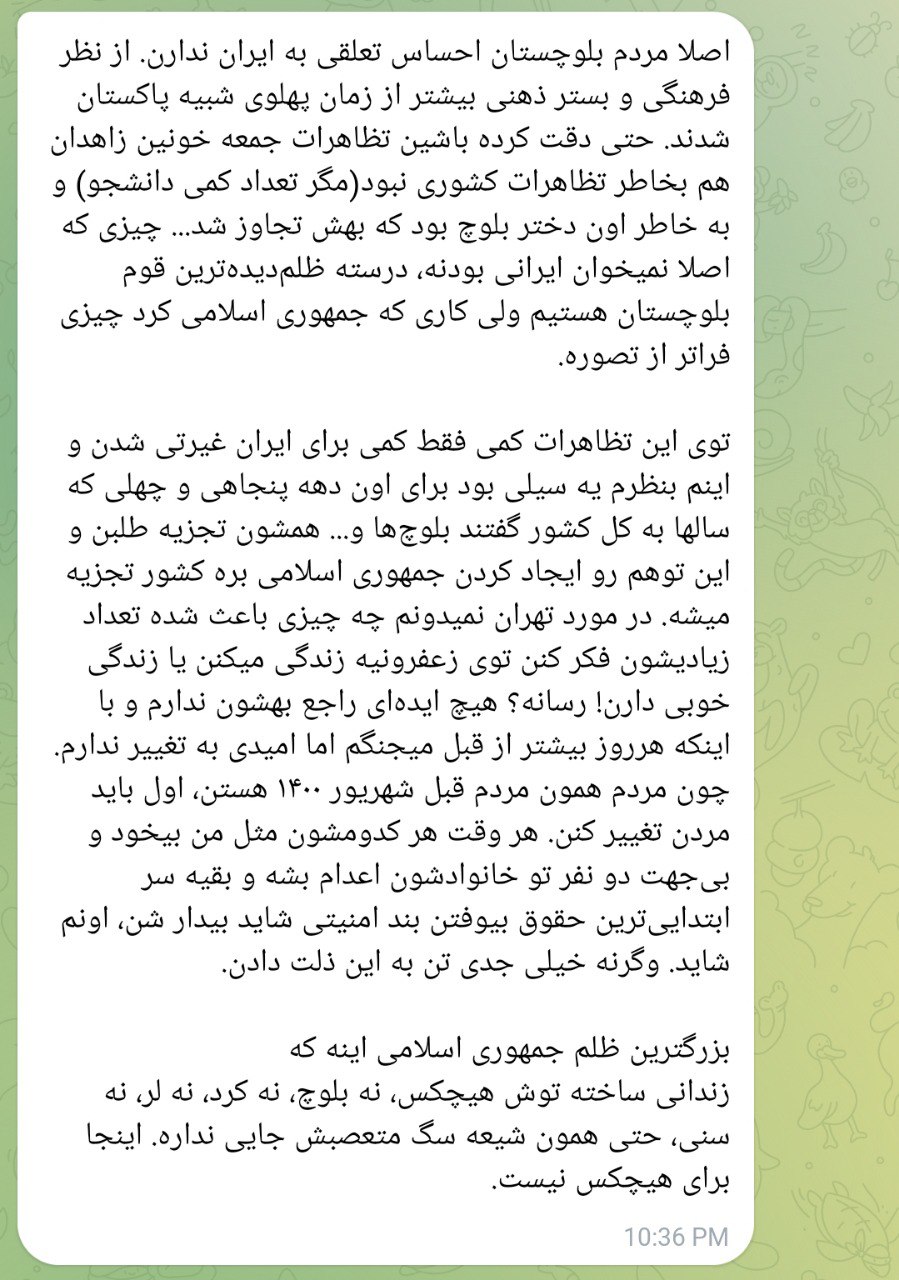 اصلا مردم بلوچستان احساس تعلقی به ایران ندارن. از نظر
فرهنگی و بستر ذهنی بیشتر از زمان پهلوی شبیه پاکستان
شدند. حتی دقت کرده باشین تظاهرات جمعه خونین زاهدان
هم بخاطر تظاهرات کشوری نبود(مگر تعداد کمی دانشجو) و
به خاطر اون دختر بلوچ بود که بهش تجاوز شد... چیزی که
اصلا نمیخوان ایرانی بودنه، درسته ظلم‌دیده‌ترین قوم
بلوچستان هستیم ولی کاری که جمهوری اسلامی کرد چیزی
فراتر از تصوره.
توی این تظاهرات کمی فقط کمی برای ایران غیرتی شدن و
اینم بنظرم یه سیلی بود برای اون دهه پنجاهی و چهلی که
سالها به کل کشور گفتند بلوچ‌ها و... همشون تجزیه طلبن و
این توهم رو ایجاد کردن جمهوری اسلامی بره کشور تجزیه
میشه. در مورد تهران نمیدونم چه چیزی باعث شده تعداد
زیادیشون فکر کنن توی زعفرونیه زندگی میکنن یا زندگی
خوبی دارن! رسانه؟ هیچ ایده‌ای راجع بهشون ندارم و با
اینکه هرروز بیشتر از قبل میجنگم اما امیدی به تغییر ندارم.
چون مردم همون مردم قبل شهریور ۱۴۰۰ هستن، اول باید
مردن تغییر کنن. هر وقت هر کدومشون مثل من بیخود و
بی‌جهت دو نفر تو خانوادشون اعدام بشه و بقیه سر
ابتدایی‌ترین حقوق بیوفتن بند امنیتی شاید بیدار شن، اونم
شاید. وگرنه خیلی جدی تن به این ذلت دادن.
بزرگترین ظلم جمهوری اسلامی اینه که
زندانی ساخته توش هیچکس، نه بلوچ، نه کرد، نه لر، نه
سنی، حتی همون شیعه سگ متعصبش جایی نداره. اینجا
برای هیچکس نیست.
10:36 PM